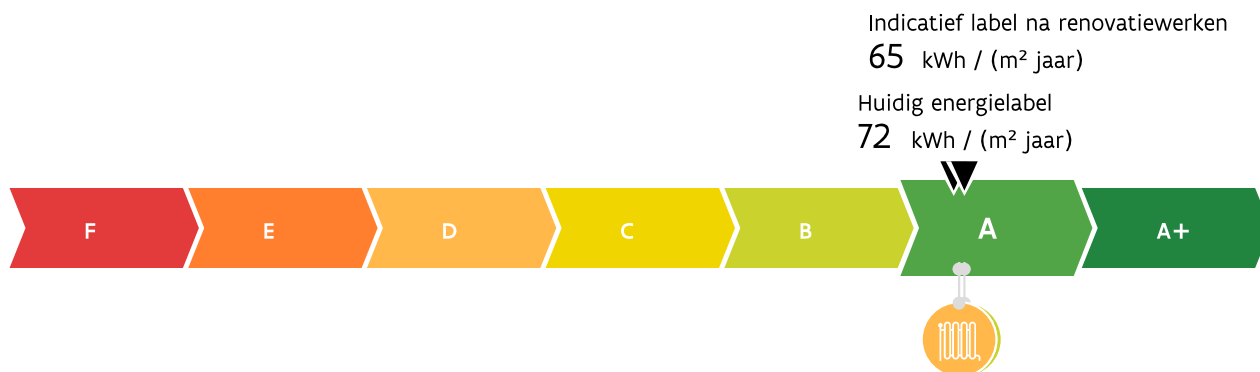 Indicatief label na renovatiewerken
65 kWh / (m² jaar)
Huidig energielabel
72 kWh / (m² jaar)
F E D C B A A+